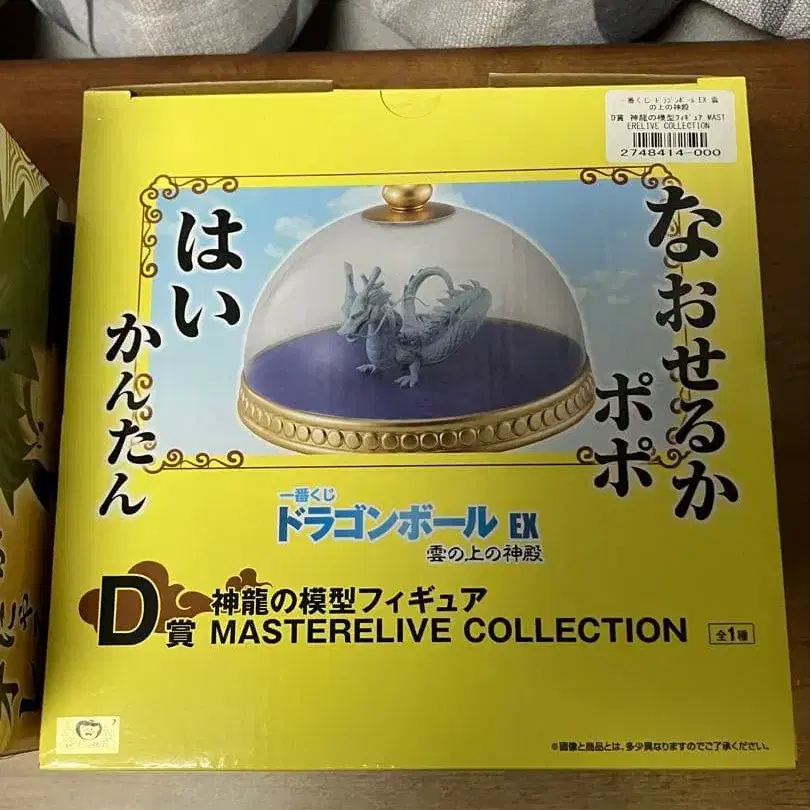 一番くじ ドラゴンボール EX 雲
の上の神殿
D賞 神龍の模型フィギュア MAST
ERELIVE COLLECTION
2748414-000
なおせるか
ポポ
はい
かんたん
一番くじ
ドラゴンボール EX
雲の上の神殿
D賞 神龍の模型フィギュア
MASTERELIVE COLLECTION
全1種
※画像と商品とは、多少異なりますのでご了承ください。